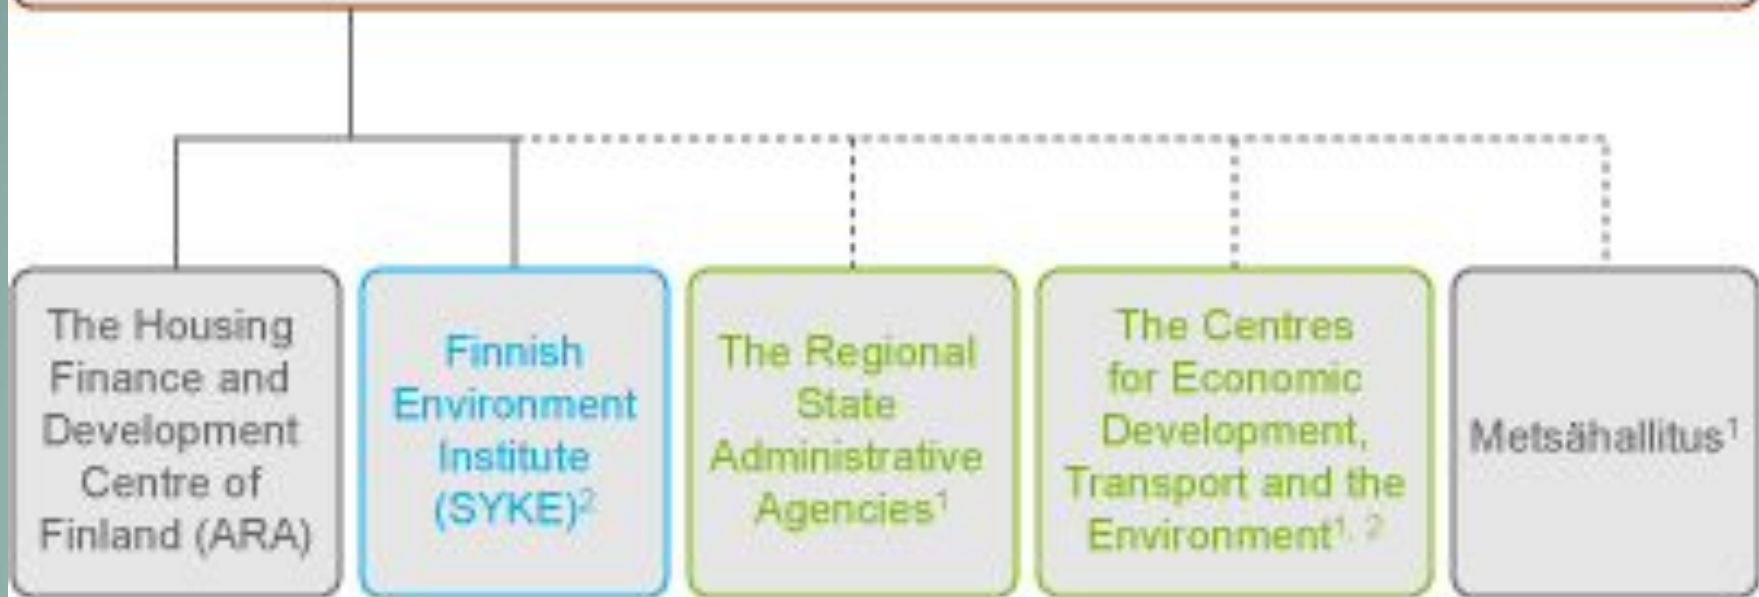 The Housing
Finance and
Development
Centre of
Finland (ARA)
Finnish
Environment
Institute
(SYKE)²
The Regional
State
Administrative
Agencies¹
The Centres
for Economic
Development,
Transport and the
Environment¹, ²
Metsähallitus¹